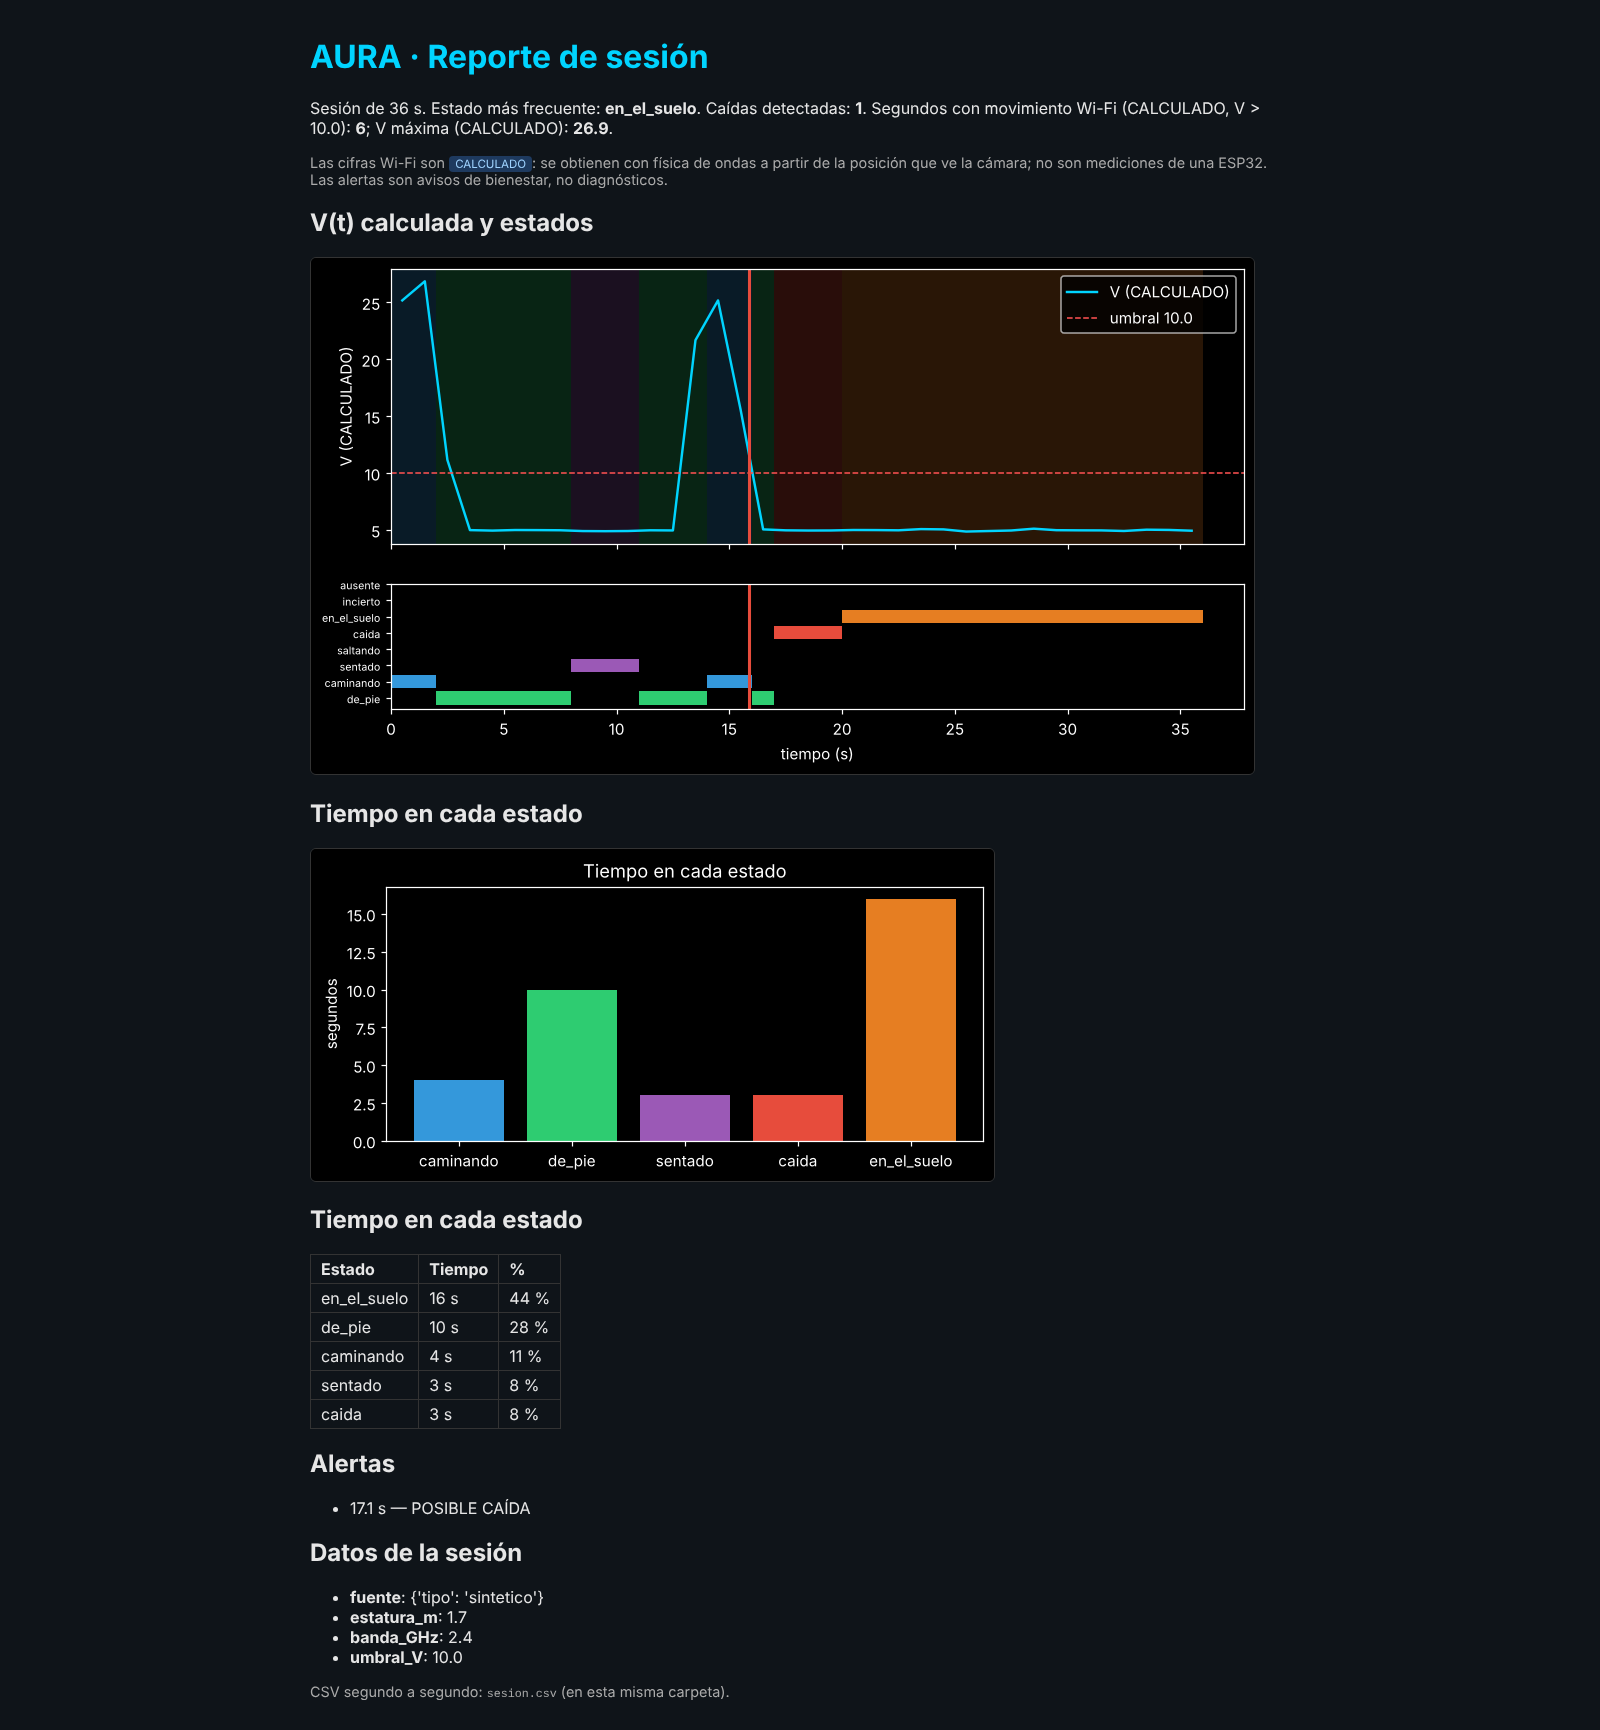 AURA · Reporte de sesión
Sesión de 36 s. Estado más frecuente: en_el_suelo. Caídas detectadas: 1. Segundos con movimiento Wi-Fi (CALCULADO, V >
10.0): 6; V máxima (CALCULADO): 26.9.
Las cifras Wi-Fi son CALCULADO: se obtienen con física de ondas a partir de la posición que ve la cámara; no son mediciones de una ESP32.
Las alertas son avisos de bienestar, no diagnósticos.
V(t) calculada y estados
V (CALCULADO)
umbral 10.0
25
20
15
10
5
V (CALCULADO)
ausente
incierto
en_el_suelo
caida
saltando
sentado
caminando
de_pie
0 5 10 15 20 25 30 35
tiempo (s)
Tiempo en cada estado
Tiempo en cada estado
15.0
12.5
10.0
7.5
5.0
2.5
0.0
segundos
caminando de_pie sentado caida en_el_suelo
Tiempo en cada estado
Estado Tiempo %
en_el_suelo 16 s 44 %
de_pie 10 s 28 %
caminando 4 s 11 %
sentado 3 s 8 %
caida 3 s 8 %
Alertas
• 17.1 s — POSIBLE CAÍDA
Datos de la sesión
• fuente: {'tipo': 'sintetico'}
• estatura_m: 1.7
• banda_GHz: 2.4
• umbral_V: 10.0
CSV segundo a segundo: sesion.csv (en esta misma carpeta).